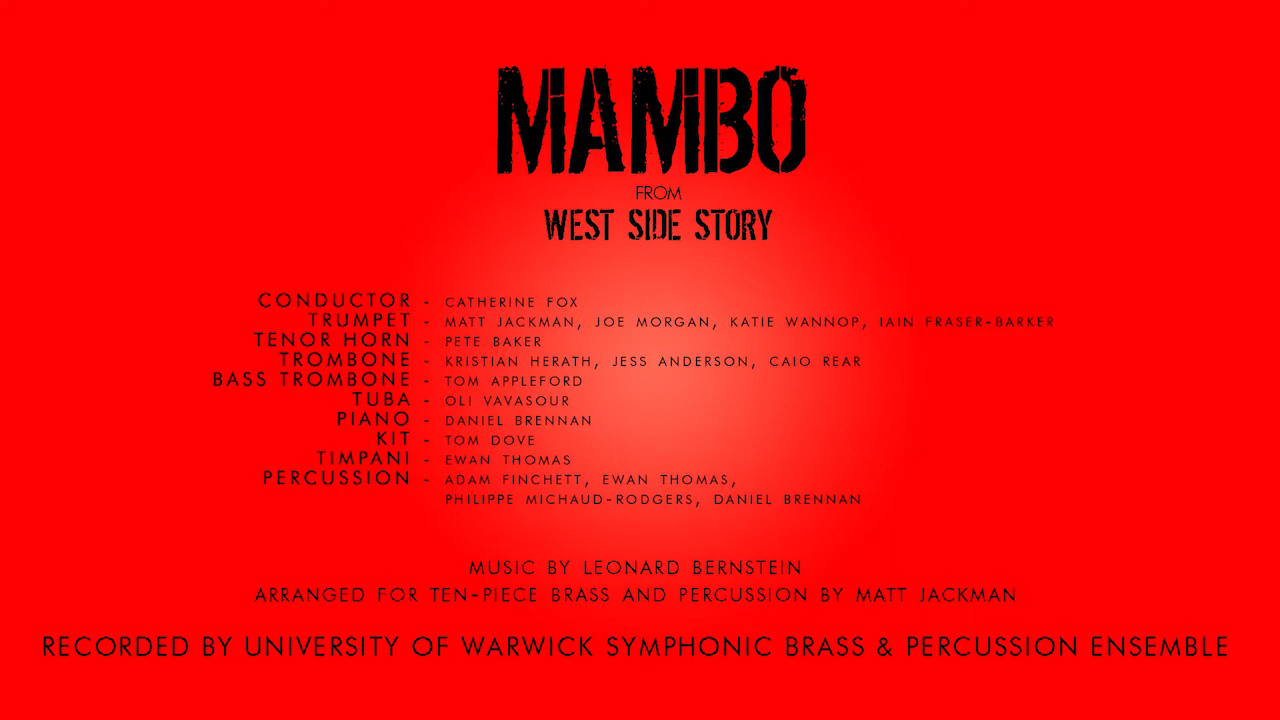 MAMBO
FROM
WEST SIDE STORY
CONDUCTOR - CATHERINE FOX
TRUMPET - MATT JACKMAN, JOE MORGAN, KATIE WANNOP, IAIN FRASER-BARKER
TENOR HORN - PETE BAKER
TROMBONE - KRISTIAN HERATH, JESS ANDERSON, CAIO REAR
BASS TROMBONE - TOM APPLEFORD
TUBA - OLI VAVASOUR
PIANO - DANIEL BRENNAN
KIT - TOM DOVE
TIMPANI - EWAN THOMAS
PERCUSSION - ADAM FINCHETT, EWAN THOMAS,
PHILIPPE MICHAUD-RODGERS, DANIEL BRENNAN
MUSIC BY LEONARD BERNSTEIN
ARRANGED FOR TEN-PIECE BRASS AND PERCUSSION BY MATT JACKMAN
RECORDED BY UNIVERSITY OF WARWICK SYMPHONIC BRASS & PERCUSSION ENSEMBLE